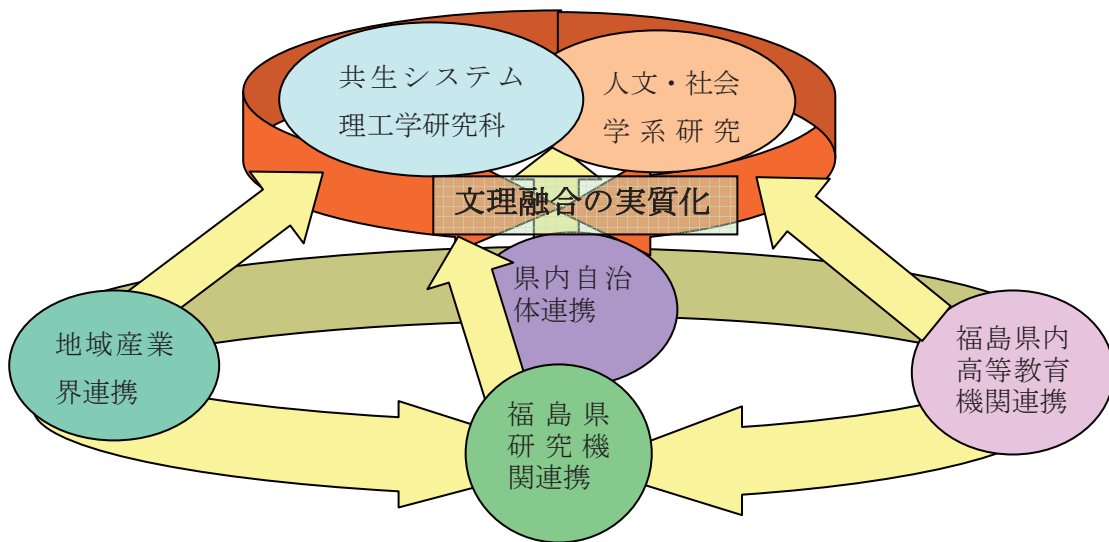 共生システム
理工学研究科
人文・社会
学系研究
文理融合の実質化
県内自治
体連携
地域産業
界連携
福島県
研究機
関連携
福島県内
高等教育
機関連携